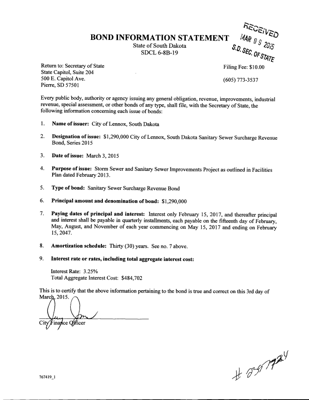 RECEIVED
BOND INFORMATION STATEMENT
State of South Dakota
SDCL 6-8B-19
MAR 0 9 2015
S.D. SEC. OF STATE
Return to: Secretary of State
State Capitol, Suite 204
500 E. Capitol Ave.
Pierre, SD 57501
Filing Fee: $10.00
(605) 773-3537
Every public body, authority or agency issuing any general obligation, revenue, improvements, industrial
revenue, special assessment, or other bonds of any type, shall file, with the Secretary of State, the
following information concerning each issue of bonds:
1. Name of issuer: City of Lennox, South Dakota
2. Designation of issue: $1,290,000 City of Lennox, South Dakota Sanitary Sewer Surcharge Revenue
Bond, Series 2015
3. Date of issue: March 3, 2015
4. Purpose of issue: Storm Sewer and Sanitary Sewer Improvements Project as outlined in Facilities
Plan dated February 2013.
5. Type of bond: Sanitary Sewer Surcharge Revenue Bond
6. Principal amount and denomination of bond: $1,290,000
7. Paying dates of principal and interest: Interest only February 15, 2017, and thereafter principal
and interest shall be payable in quarterly installments, each payable on the fifteenth day of February,
May, August, and November of each year commencing on May 15, 2017 and ending on February
15, 2047.
8. Amortization schedule: Thirty (30) years. See no. 7 above.
9. Interest rate or rates, including total aggregate interest cost:
Interest Rate: 3.25%
Total Aggregate Interest Cost: $484,702
This is to certify that the above information pertaining to the bond is true and correct on this 3rd day of
March, 2015.
City Finance Officer